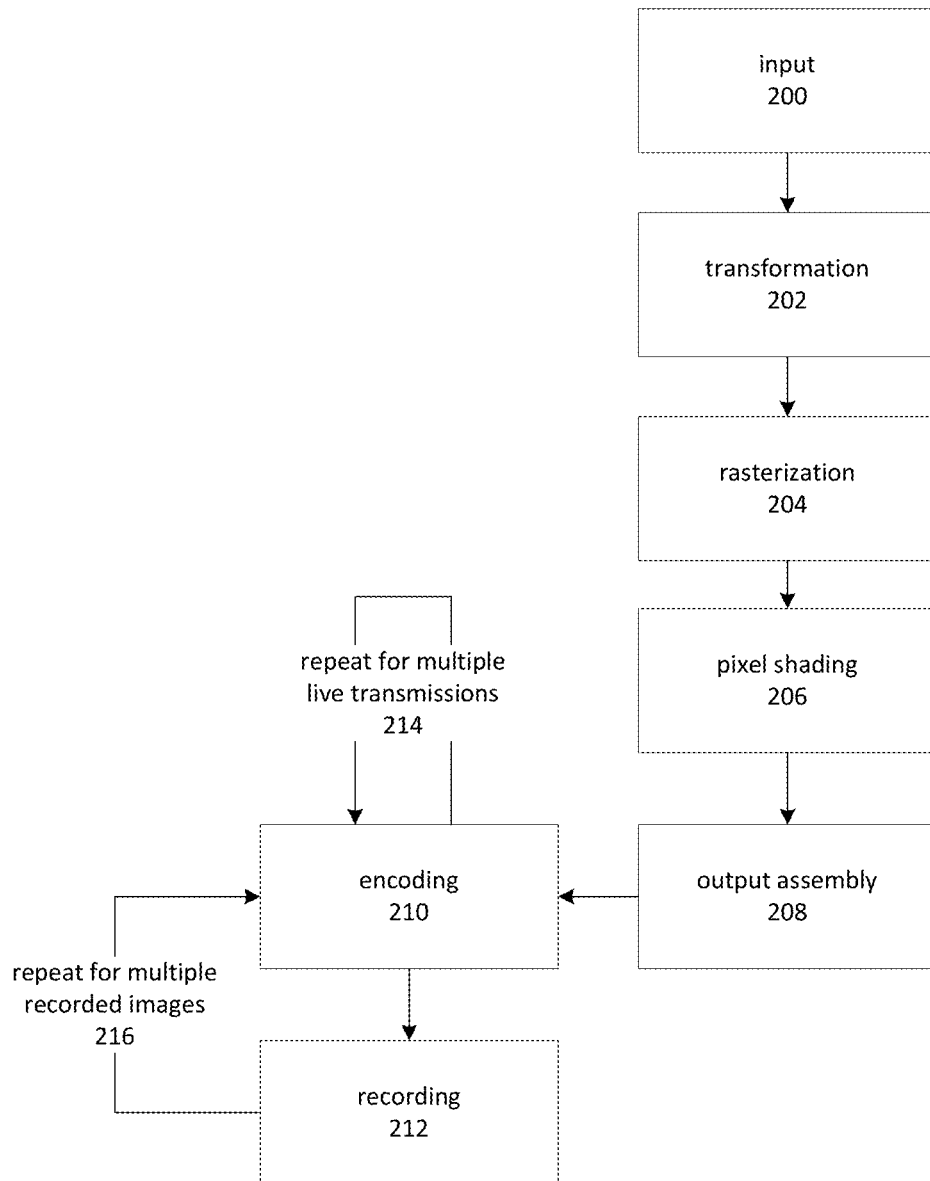 input
200
transformation
202
rasterization
204
pixel shading
206
repeat for multiple
live transmissions
214
output assembly
208
encoding
210
repeat for multiple
recorded images
216
recording
212